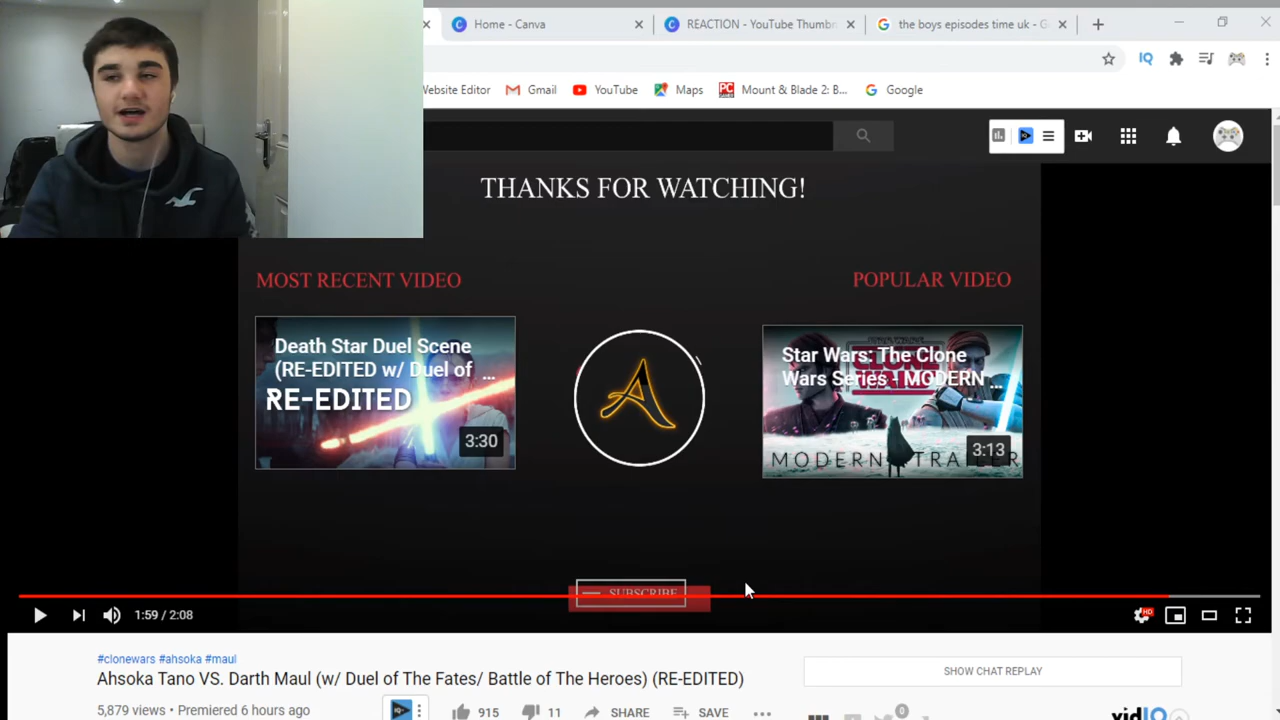 Home - Canva
REACTION - YouTube Thumbn
the boys episodes time uk - G
Website Editor
Gmail
YouTube
Maps
Mount & Blade 2: B...
Google
THANKS FOR WATCHING!
MOST RECENT VIDEO
POPULAR VIDEO
Death Star Duel Scene
(RE-EDITED w/ Duel of ...
RE-EDITED
3:30
Star Wars: The Clone
Wars Series - MODERN ...
MODERN TRAILER
3:13
SUBSCRIBE
1:59 / 2:08
HD
#clonewars #ahsoka #maul
Ahsoka Tano VS. Darth Maul (w/ Duel of The Fates/ Battle of The Heroes) (RE-EDITED)
SHOW CHAT REPLAY
5,879 views • Premiered 6 hours ago
915
11
SHARE
SAVE
0
vidIQ